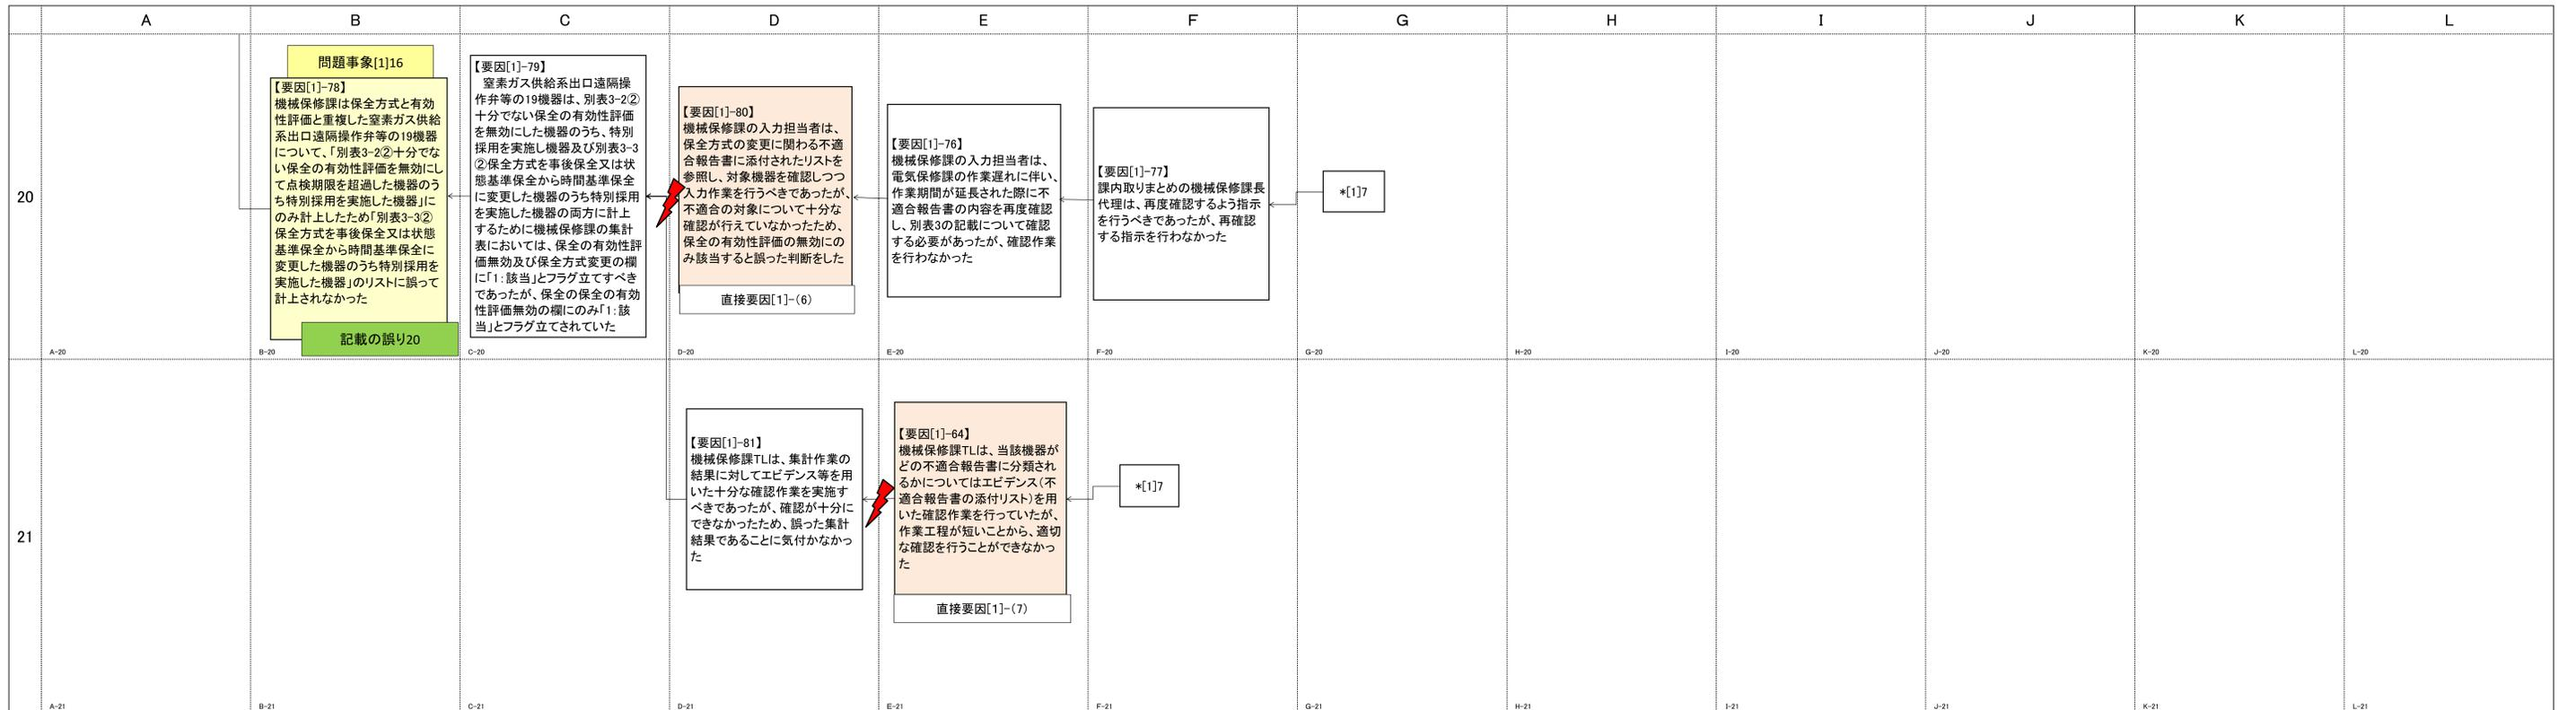 A B C D E F G H I J K L
20
問題事象[1]16
【要因[1]-78】
機械保修課は保全方式と有効
性評価と重複した窒素ガス供給
系出口遠隔操作弁等の19機器
について、「別表3-2②十分でな
い保全の有効性評価を無効にし
て点検期限を超過した機器のう
ち特別採用を実施した機器」に
のみ計上したため「別表3-3②
保全方式を事後保全又は状態
基準保全から時間基準保全に
変更した機器のうち特別採用を
実施した機器」のリストに誤って
計上されなかった
記載の誤り20
【要因[1]-79】
窒素ガス供給系出口遠隔操
作弁等の19機器は、別表3-2②
十分でない保全の有効性評価
を無効にした機器のうち、特別
採用を実施し機器及び別表3-3
②保全方式を事後保全又は状
態基準保全から時間基準保全
に変更した機器のうち特別採用
を実施した機器の両方に計上
するために機械保修課の集計
表においては、保全の有効性評
価無効及び保全方式変更の欄
に「1:該当」とフラグ立てすべき
であったが、保全の保全の有効
性評価無効の欄にのみ「1:該
当」とフラグ立てされていた
【要因[1]-80】
機械保修課の入力担当者は、
保全方式の変更に関わる不適
合報告書に添付されたリストを
参照し、対象機器を確認しつつ
入力作業を行うべきであったが、
不適合の対象について十分な
確認が行えていなかったため、
保全の有効性評価の無効にの
み該当すると誤った判断をした
直接要因[1]-(6)
【要因[1]-76】
機械保修課の入力担当者は、
電気保修課の作業遅れに伴い、
作業期間が延長された際に不
適合報告書の内容を再度確認
し、別表3の記載について確認
する必要があったが、確認作業
を行わなかった
【要因[1]-77】
課内取りまとめの機械保修課長
代理は、再度確認するよう指示
を行うべきであったが、再確認
する指示を行わなかった
*[1]7
A-20 B-20 C-20 D-20 E-20 F-20 G-20 H-20 I-20 J-20 K-20 L-20
21
【要因[1]-81】
機械保修課TLは、集計作業の
結果に対してエビデンス等を用
いた十分な確認作業を実施す
べきであったが、確認が十分に
できなかったため、誤った集計
結果であることに気付かなかっ
た
【要因[1]-64】
機械保修課TLは、当該機器が
どの不適合報告書に分類され
るかについてはエビデンス(不
適合報告書の添付リスト)を用
いた確認作業を行っていたが、
作業工程が短いことから、適切
な確認を行うことができなかっ
た
直接要因[1]-(7)
*[1]7
A-21 B-21 C-21 D-21 E-21 F-21 G-21 H-21 I-21 J-21 K-21 L-21